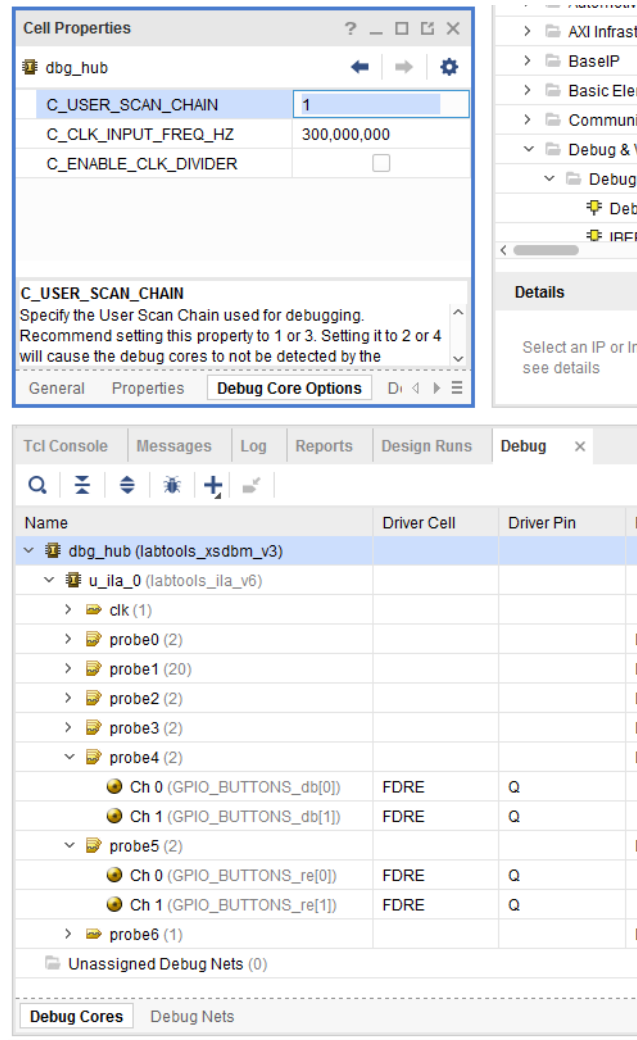 Cell Properties
dbg_hub
C_USER_SCAN_CHAIN 1
C_CLK_INPUT_FREQ_HZ 300,000,000
C_ENABLE_CLK_DIVIDER
C_USER_SCAN_CHAIN
Specify the User Scan Chain used for debugging.
Recommend setting this property to 1 or 3. Setting it to 2 or 4
will cause the debug cores to not be detected by the
General Properties Debug Core Options
AXI Infrast
BaseIP
Basic Eler
Communi
Debug &
Debug
Deb
Details
Select an IP or In
see details
Tcl Console Messages Log Reports Design Runs Debug
Name Driver Cell Driver Pin
dbg_hub (labtools_xsdbm_v3)
u_ila_0 (labtools_ila_v6)
clk (1)
probe0 (2)
probe1 (20)
probe2 (2)
probe3 (2)
probe4 (2)
Ch 0 (GPIO_BUTTONS_db[0]) FDRE Q
Ch 1 (GPIO_BUTTONS_db[1]) FDRE Q
probe5 (2)
Ch 0 (GPIO_BUTTONS_re[0]) FDRE Q
Ch 1 (GPIO_BUTTONS_re[1]) FDRE Q
probe6 (1)
Unassigned Debug Nets (0)
Debug Cores Debug Nets